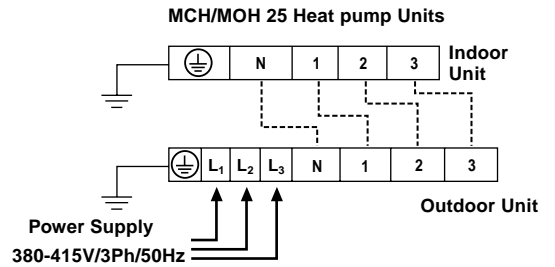 MCH/MOH 25 Heat pump Units
N 1 2 3
Indoor
Unit
L1 L2 L3 N 1 2 3
Outdoor Unit
Power Supply
380-415V/3Ph/50Hz